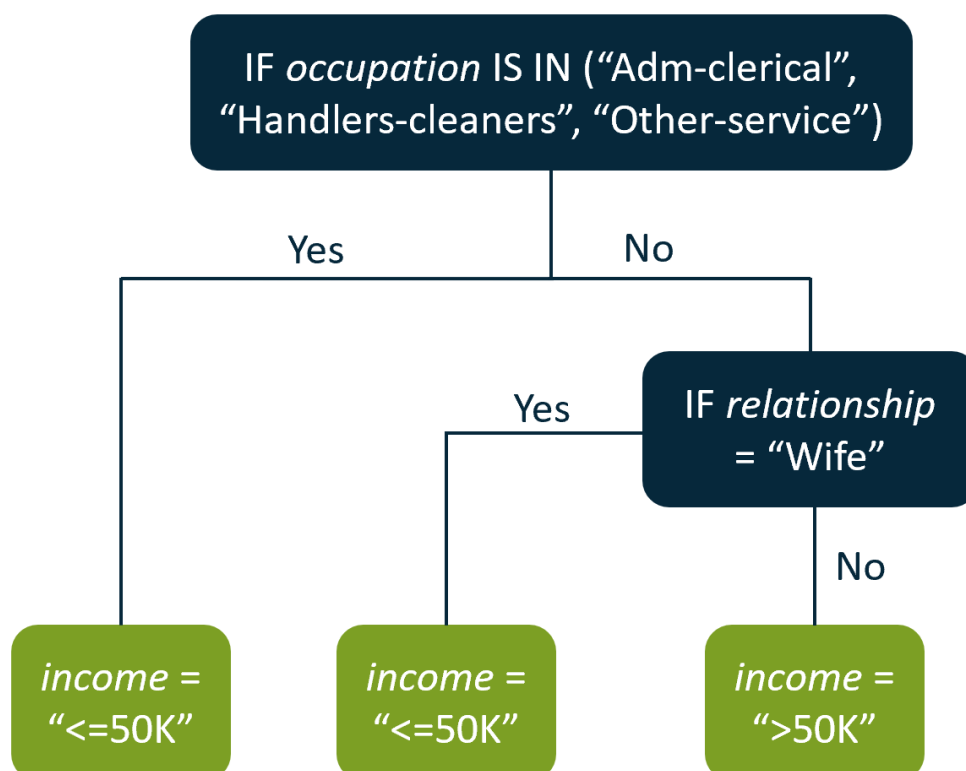 IF occupation IS IN (“Adm-clerical”,
“Handlers-cleaners”, “Other-service”)
Yes
No
IF relationship
= “Wife”
Yes
No
income =
“<=50K”
income =
“<=50K”
income =
“>50K”